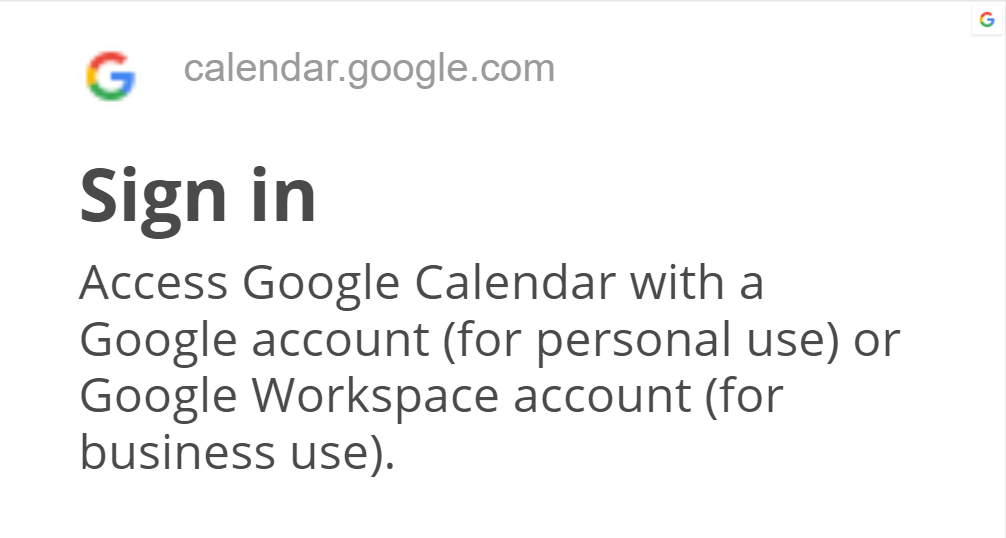 calendar.google.com
Sign in
Access Google Calendar with a
Google account (for personal use) or
Google Workspace account (for
business use).